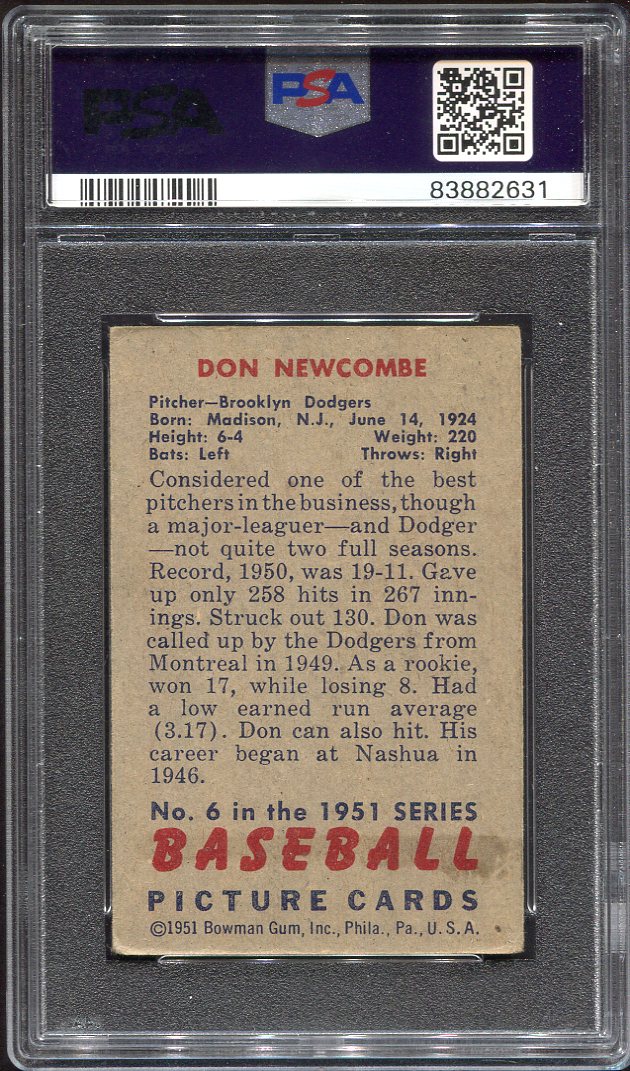 PSA
PSA
83882631
DON NEWCOMBE
Pitcher—Brooklyn Dodgers
Born: Madison, N.J., June 14, 1924
Height: 6-4 Weight: 220
Bats: Left Throws: Right
Considered one of the best
pitchers in the business, though
a major-leaguer—and Dodger
—not quite two full seasons.
Record, 1950, was 19-11. Gave
up only 258 hits in 267 inn-
ings. Struck out 130. Don was
called up by the Dodgers from
Montreal in 1949. As a rookie,
won 17, while losing 8. Had
a low earned run average
(3.17). Don can also hit. His
career began at Nashua in
1946.
No. 6 in the 1951 SERIES
BASEBALL
PICTURE CARDS
©1951 Bowman Gum, Inc., Phila., Pa., U.S.A.